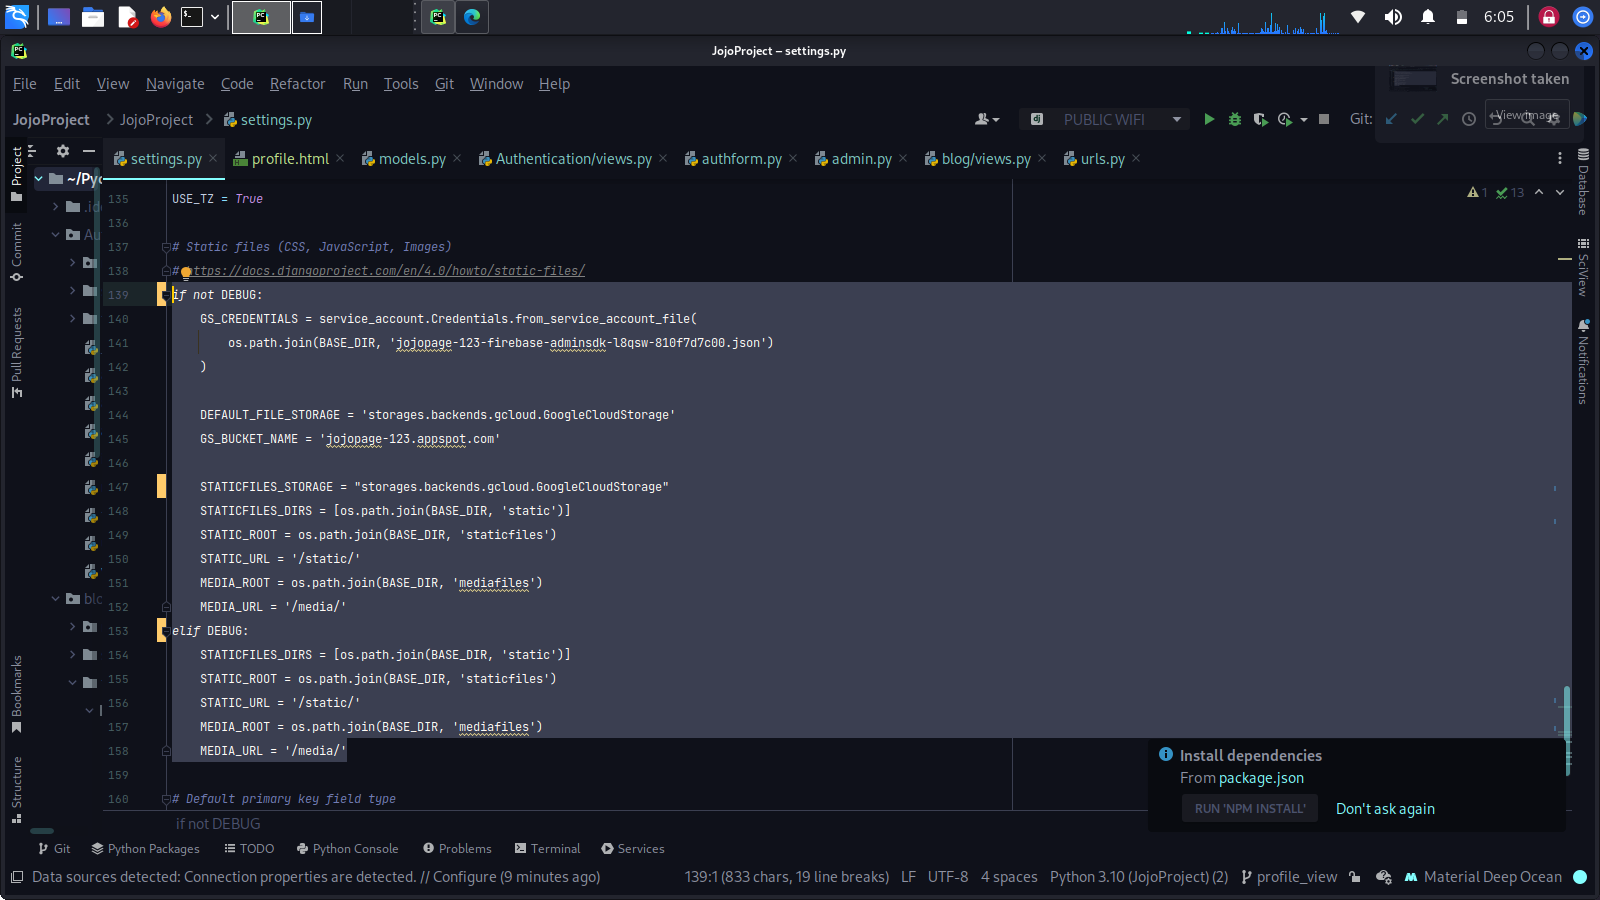 6:05
JojoProject – settings.py
File Edit View Navigate Code Refactor Run Tools Git Window Help
Screenshot taken
View image
JojoProject JojoProject settings.py
PUBLIC WIFI
Git:
settings.py profile.html models.py Authentication/views.py authform.py admin.py blog/views.py urls.py
Project
Commit
Pull Requests
Bookmarks
Structure
~/Pyc
.id
Au
blo
1 13
135 USE_TZ = True
136
137 # Static files (CSS, JavaScript, Images)
138 # https://docs.djangoproject.com/en/4.0/howto/static-files/
139 if not DEBUG:
140 GS_CREDENTIALS = service_account.Credentials.from_service_account_file(
141 os.path.join(BASE_DIR, 'jojopage-123-firebase-adminsdk-l8qsw-810f7d7c00.json')
142 )
143
144 DEFAULT_FILE_STORAGE = 'storages.backends.gcloud.GoogleCloudStorage'
145 GS_BUCKET_NAME = 'jojopage-123.appspot.com'
146
147 STATICFILES_STORAGE = "storages.backends.gcloud.GoogleCloudStorage"
148 STATICFILES_DIRS = [os.path.join(BASE_DIR, 'static')]
149 STATIC_ROOT = os.path.join(BASE_DIR, 'staticfiles')
150 STATIC_URL = '/static/'
151 MEDIA_ROOT = os.path.join(BASE_DIR, 'mediafiles')
152 MEDIA_URL = '/media/'
153 elif DEBUG:
154 STATICFILES_DIRS = [os.path.join(BASE_DIR, 'static')]
155 STATIC_ROOT = os.path.join(BASE_DIR, 'staticfiles')
156 STATIC_URL = '/static/'
157 MEDIA_ROOT = os.path.join(BASE_DIR, 'mediafiles')
158 MEDIA_URL = '/media/'
159
160 # Default primary key field type
if not DEBUG
Database
SciView
Notifications
Install dependencies
From package.json
RUN 'NPM INSTALL' Don't ask again
Git Python Packages TODO Python Console Problems Terminal Services
Data sources detected: Connection properties are detected. // Configure (9 minutes ago) 139:1 (833 chars, 19 line breaks) LF UTF-8 4 spaces Python 3.10 (JojoProject) (2) profile_view Material Deep Ocean